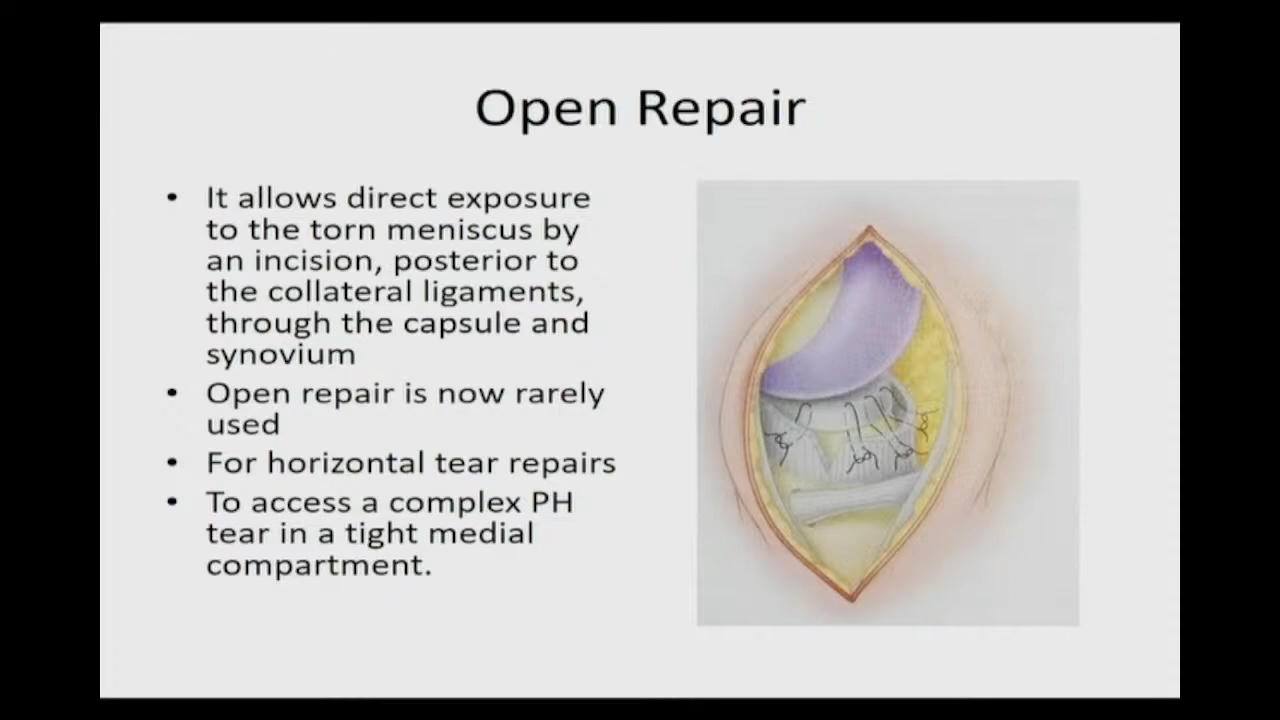 Open Repair
• It allows direct exposure
to the torn meniscus by
an incision, posterior to
the collateral ligaments,
through the capsule and
synovium
• Open repair is now rarely
used
• For horizontal tear repairs
• To access a complex PH
tear in a tight medial
compartment.